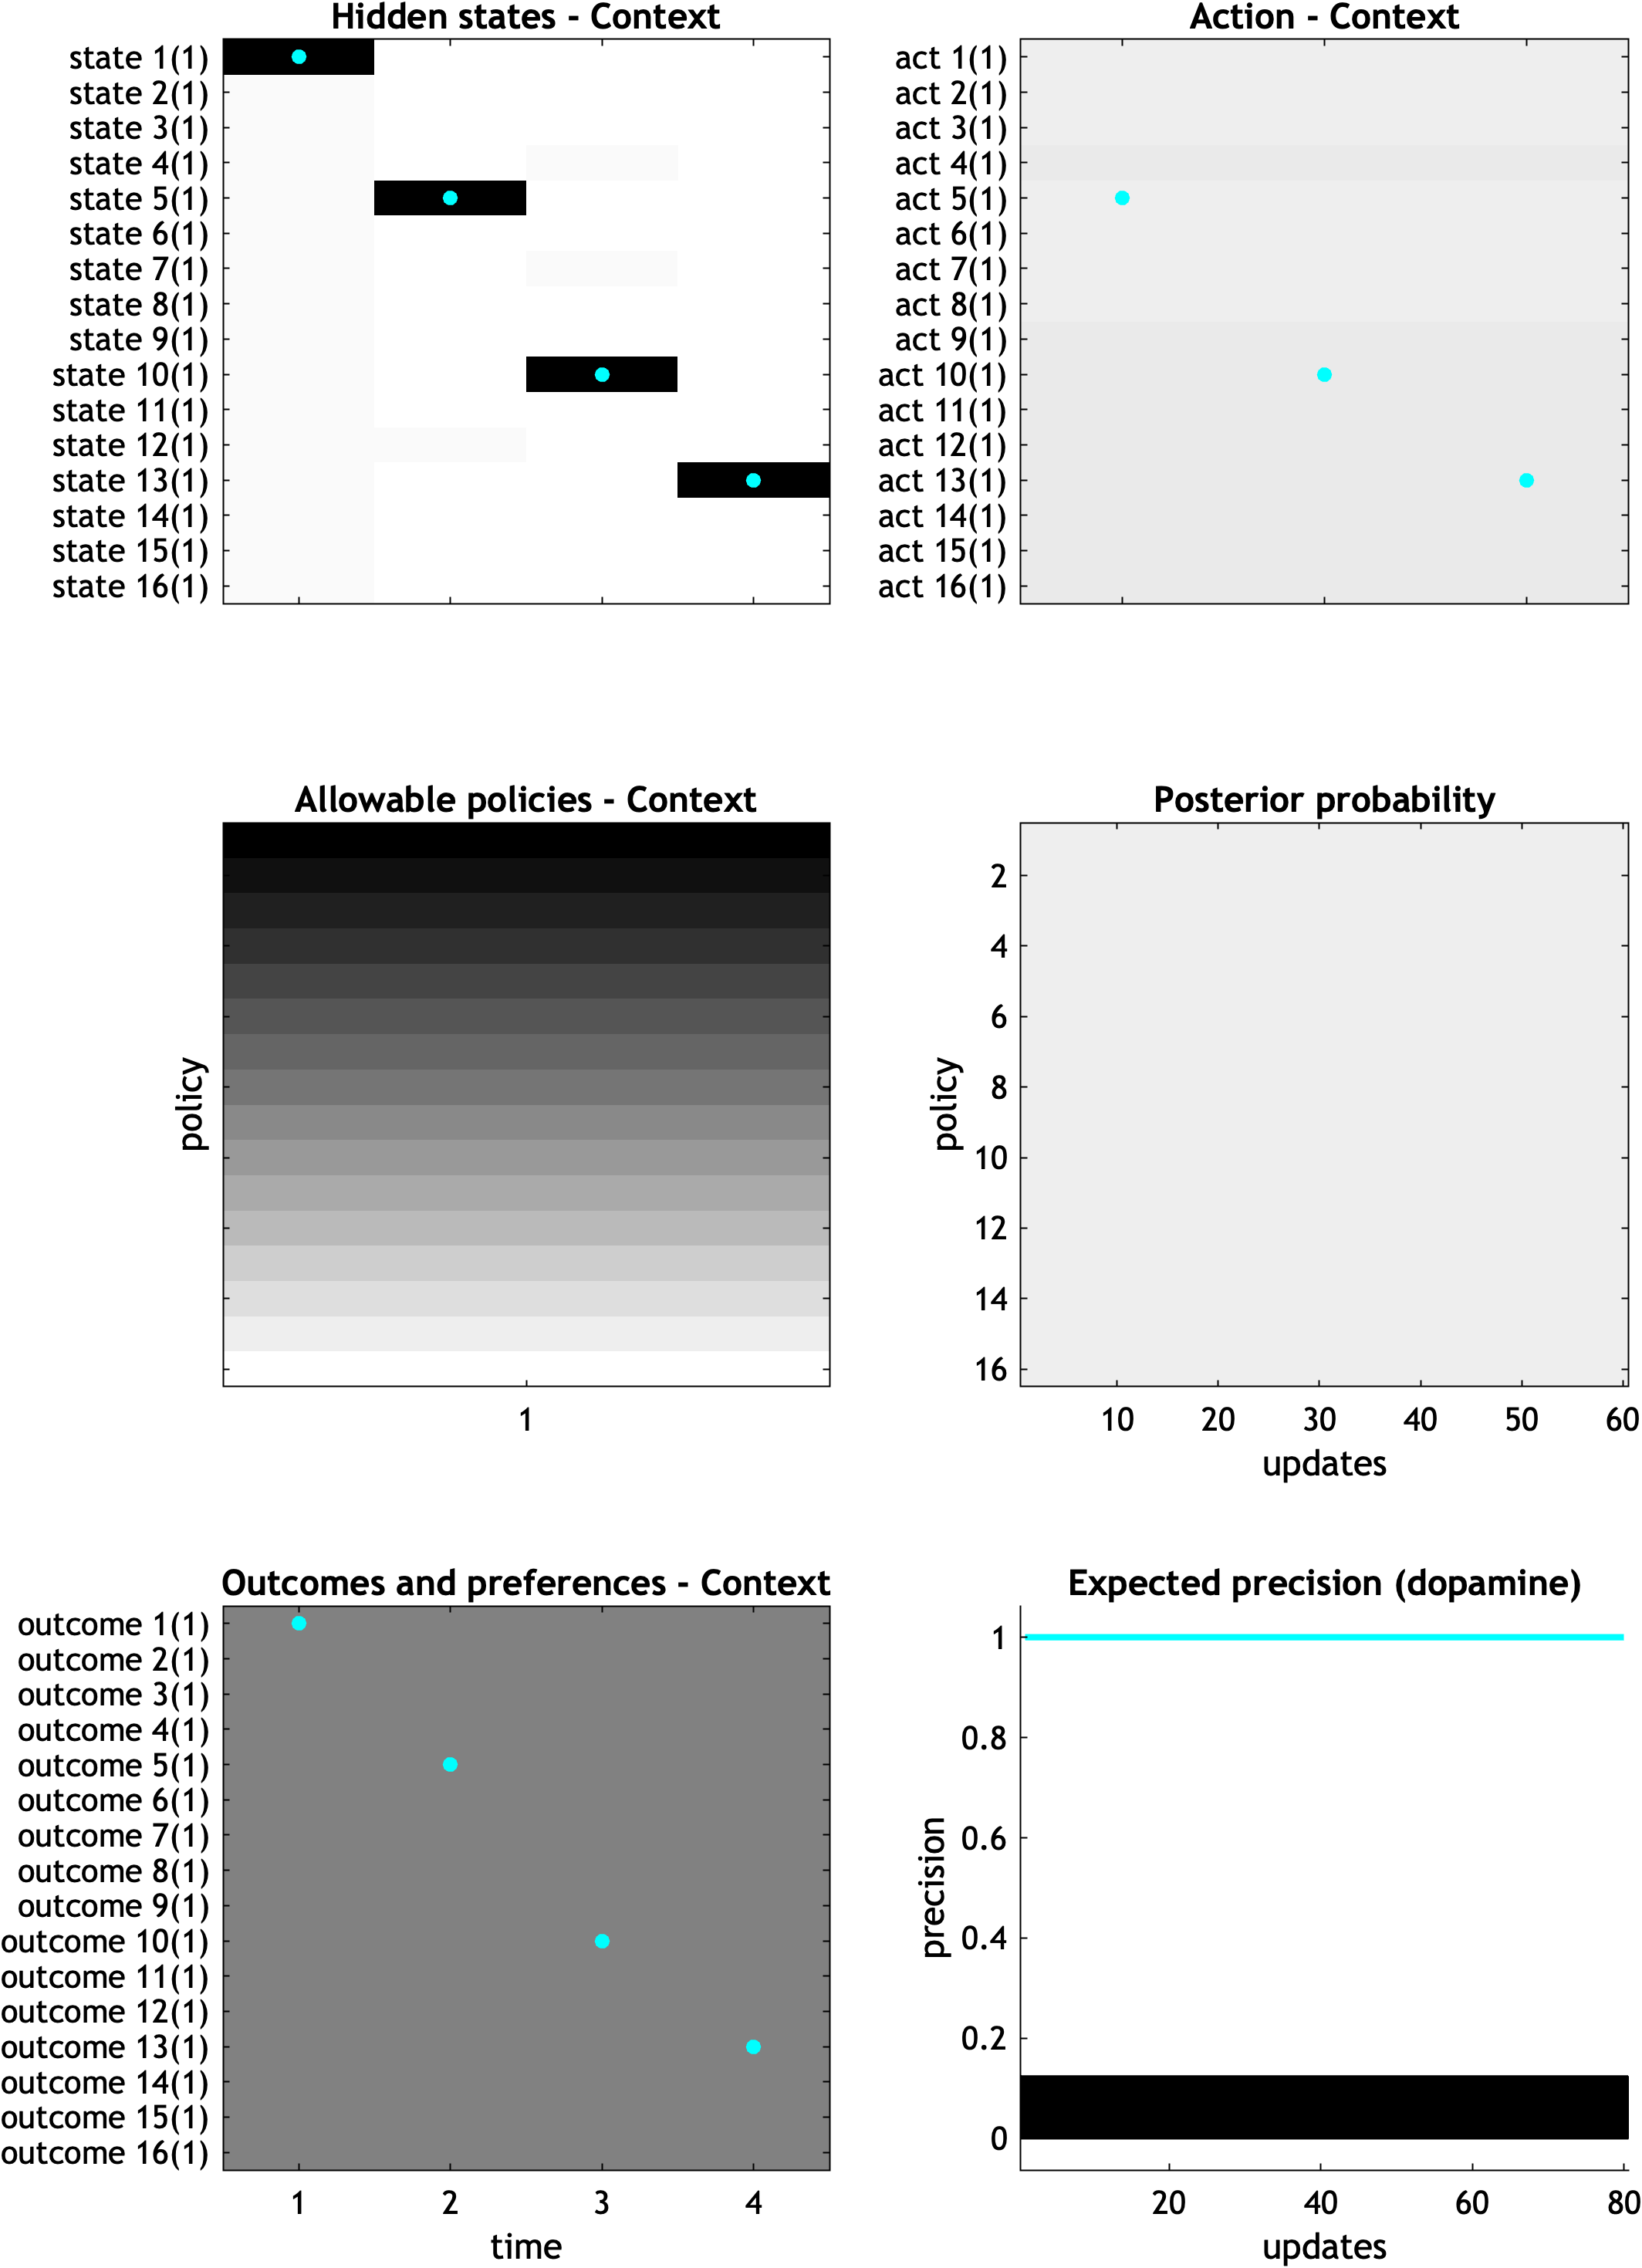 Hidden states - Context
state 1(1)
state 2(1)
state 3(1)
state 4(1)
state 5(1)
state 6(1)
state 7(1)
state 8(1)
state 9(1)
state 10(1)
state 11(1)
state 12(1)
state 13(1)
state 14(1)
state 15(1)
state 16(1)
Action - Context
act 1(1)
act 2(1)
act 3(1)
act 4(1)
act 5(1)
act 6(1)
act 7(1)
act 8(1)
act 9(1)
act 10(1)
act 11(1)
act 12(1)
act 13(1)
act 14(1)
act 15(1)
act 16(1)
Allowable policies - Context
policy
1
Posterior probability
policy
2
4
6
8
10
12
14
16
10 20 30 40 50 60
updates
Outcomes and preferences - Context
outcome 1(1)
outcome 2(1)
outcome 3(1)
outcome 4(1)
outcome 5(1)
outcome 6(1)
outcome 7(1)
outcome 8(1)
outcome 9(1)
outcome 10(1)
outcome 11(1)
outcome 12(1)
outcome 13(1)
outcome 14(1)
outcome 15(1)
outcome 16(1)
1 2 3 4
time
Expected precision (dopamine)
precision
1
0.8
0.6
0.4
0.2
0
20 40 60 80
updates